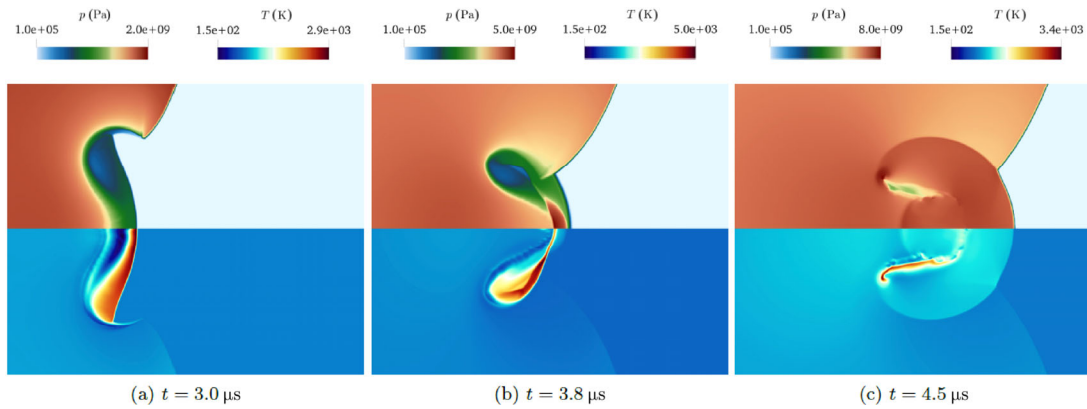 p (Pa) T (K) p (Pa) T (K) p (Pa) T (K)
1.0e+05 2.0e+09 1.5e+02 2.9e+03 1.0e+05 5.0e+09 1.5e+02 5.0e+03 1.0e+05 8.0e+09 1.5e+02 3.4e+03
(a) t = 3.0 μs (b) t = 3.8 μs (c) t = 4.5 μs